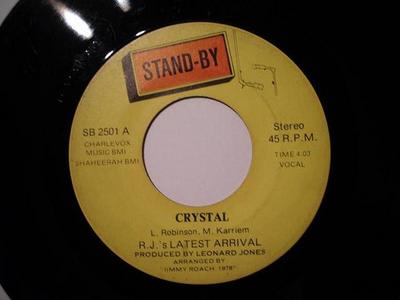 STAND-BY
SB 2501 A
CHARLEVOX
MUSIC BMI
SHAHEERAH BMI
Stereo
45 R.P.M.
TIME 4:03
VOCAL
CRYSTAL
L. Robinson, M. Karriem
R.J.'s LATEST ARRIVAL
PRODUCED BY LEONARD JONES
ARRANGED BY
"JIMMY ROACH 1978"